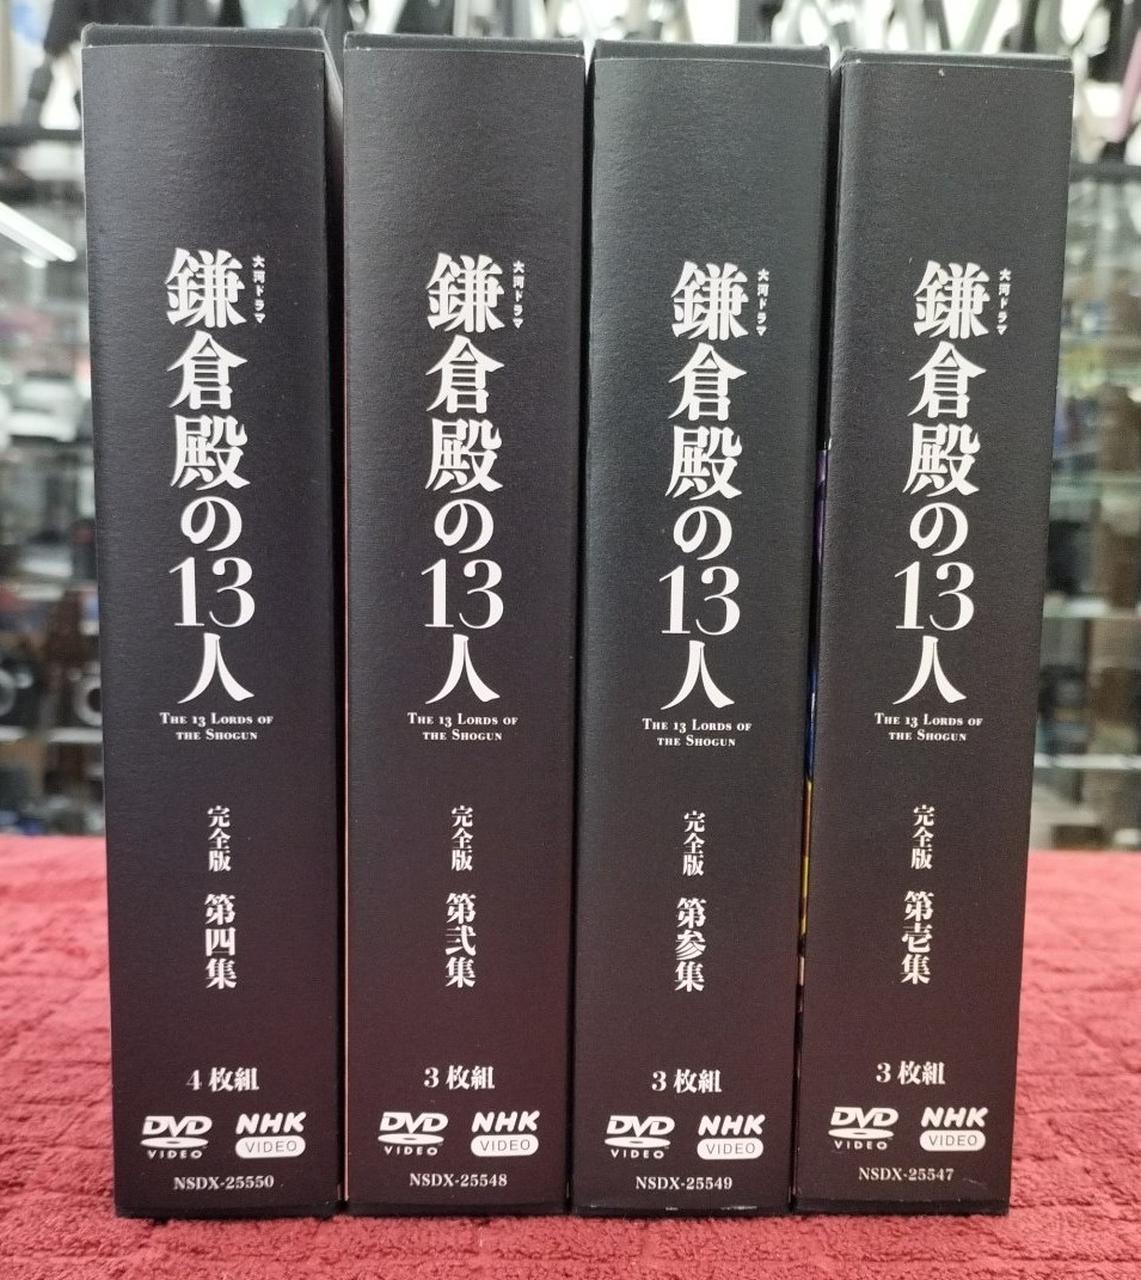 大河ドラマ
鎌倉殿の13人
The 13 Lords of
the Shogun
完全版 第四集
4枚組
DVD
VIDEO
NHK
VIDEO
NSDX-25550
大河ドラマ
鎌倉殿の13人
The 13 Lords of
the Shogun
完全版 第弐集
3枚組
DVD
VIDEO
NHK
VIDEO
NSDX-25548
大河ドラマ
鎌倉殿の13人
The 13 Lords of
the Shogun
完全版 第参集
3枚組
DVD
VIDEO
NHK
VIDEO
NSDX-25549
大河ドラマ
鎌倉殿の13人
The 13 Lords of
the Shogun
完全版 第壱集
3枚組
DVD
VIDEO
NHK
VIDEO
NSDX-25547